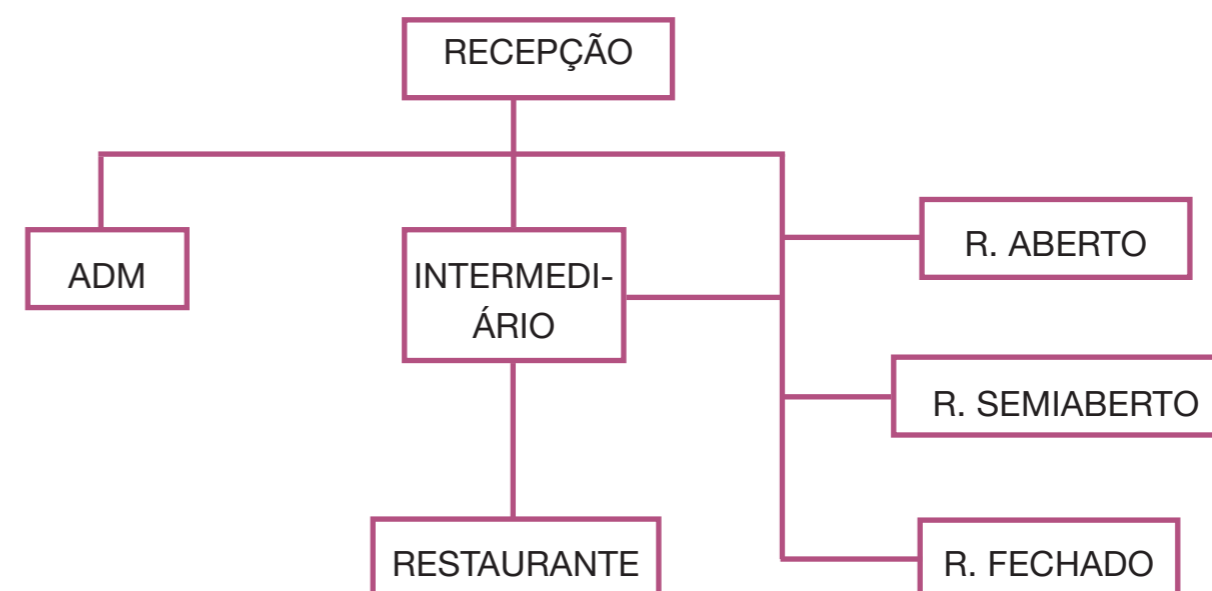 RECEPÇÃO
ADM
INTERMEDI-
ÁRIO
R. ABERTO
R. SEMIABERTO
RESTAURANTE
R. FECHADO